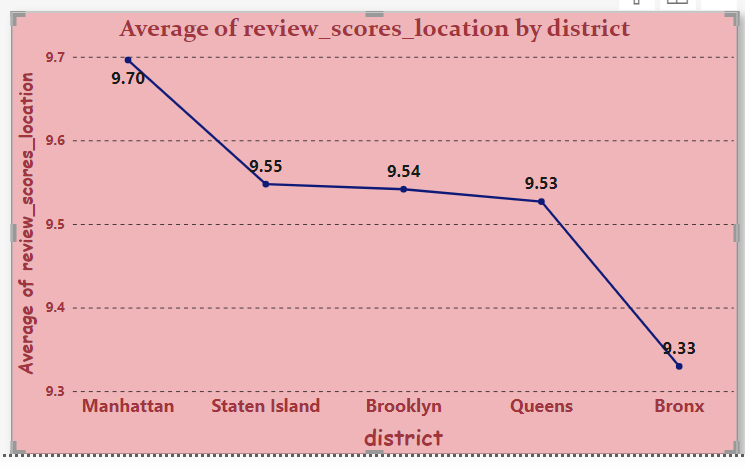 Average of review_scores_location by district
Average of review_scores_location
9.7
9.6
9.5
9.4
9.3
9.70
9.55
9.54
9.53
9.33
Manhattan Staten Island Brooklyn Queens Bronx
district